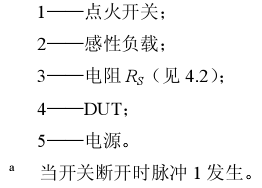 1——点火开关;
2——感性负载;
3——电阻 RS（见 4.2）;
4——DUT;
5——电源。
a 当开关断开时脉冲 1 发生。